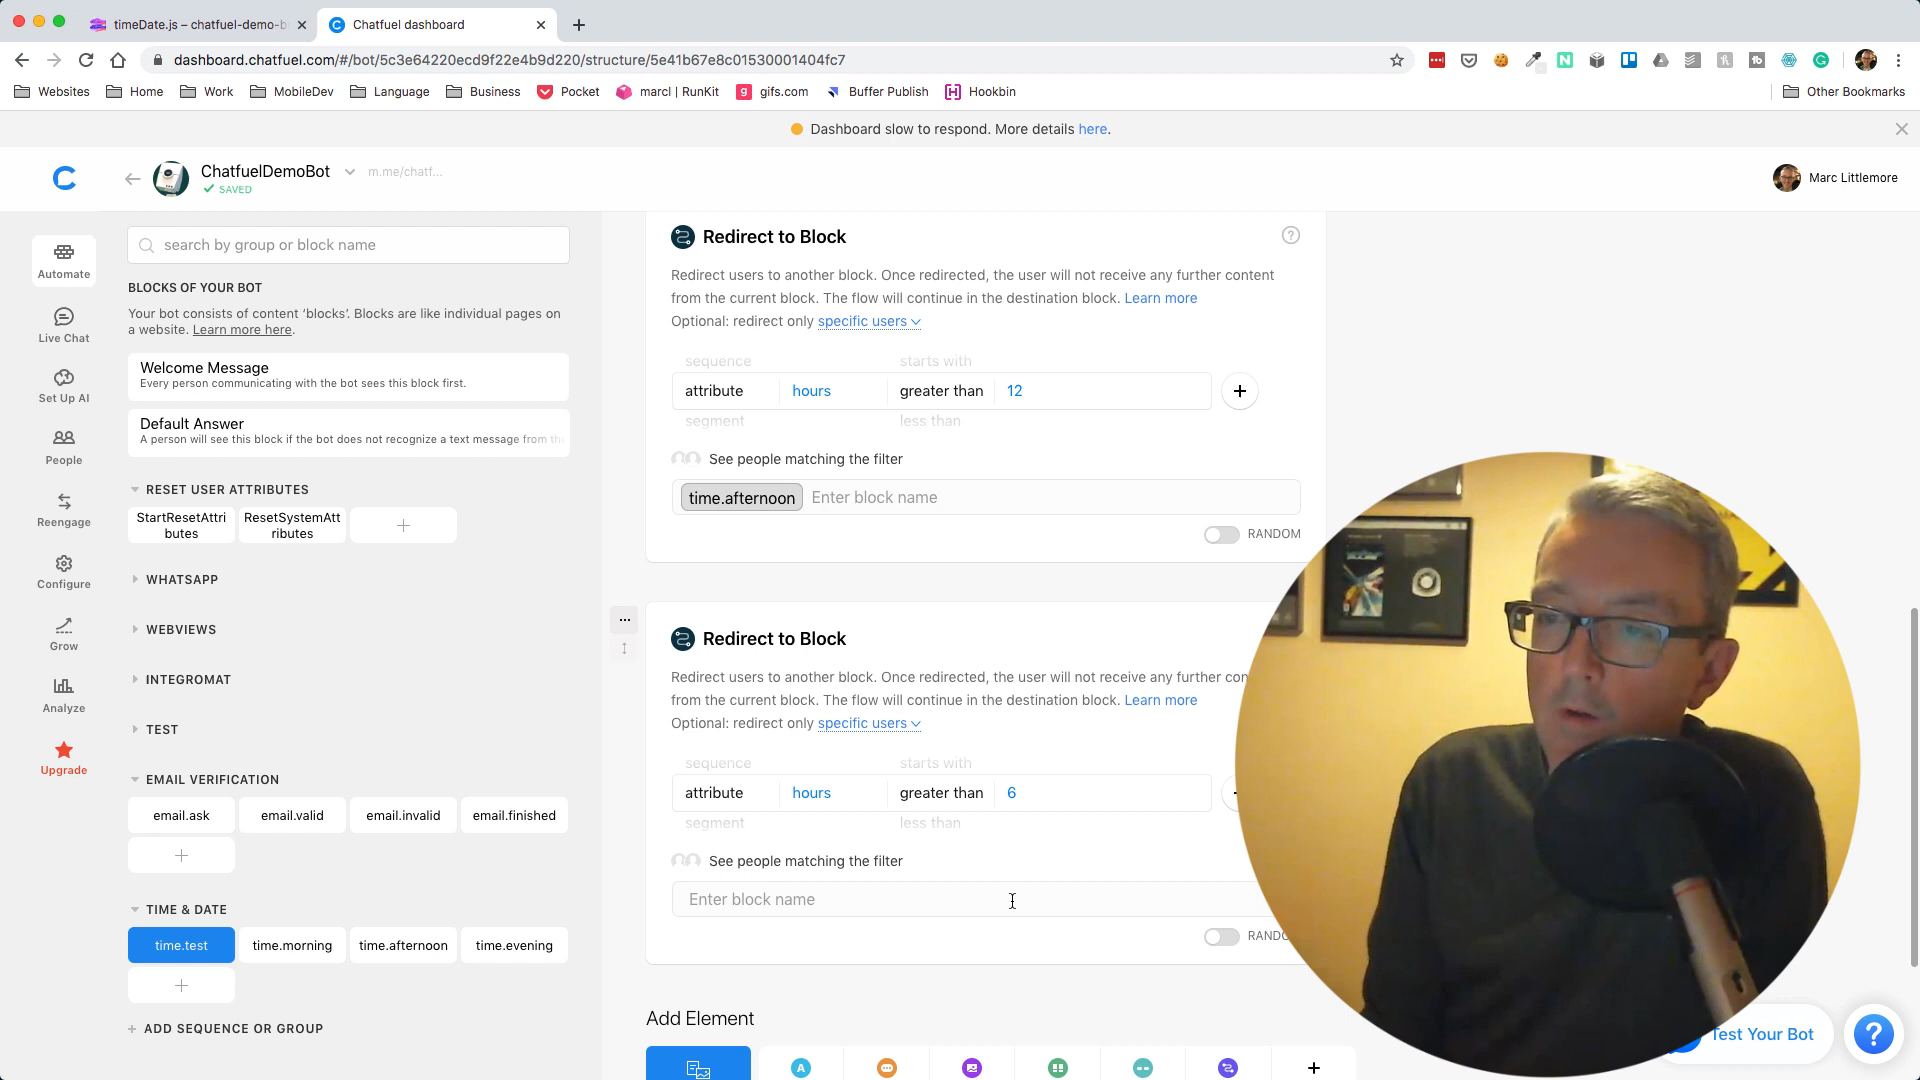 timeDate.js – chatfuel-demo-b
Chatfuel dashboard
dashboard.chatfuel.com/#/bot/5c3e64220ecd9f22e4b9d220/structure/5e41b67e8c01530001404fc7
Websites
Home
Work
MobileDev
Language
Business
Pocket
marcl | RunKit
gifs.com
Buffer Publish
Hookbin
Other Bookmarks
Dashboard slow to respond. More details here.
ChatfuelDemoBot
m.me/chatf...
SAVED
Marc Littlemore
Automate
Live Chat
Set Up AI
People
Reengage
Configure
Grow
Analyze
Upgrade
search by group or block name
BLOCKS OF YOUR BOT
Your bot consists of content ‘blocks’. Blocks are like individual pages on
a website. Learn more here.
Welcome Message
Every person communicating with the bot sees this block first.
Default Answer
A person will see this block if the bot does not recognize a text message from the
RESET USER ATTRIBUTES
StartResetAttri
butes
ResetSystemAtt
ributes
WHATSAPP
WEBVIEWS
INTEGROMAT
TEST
EMAIL VERIFICATION
email.ask
email.valid
email.invalid
email.finished
TIME & DATE
time.test
time.morning
time.afternoon
time.evening
ADD SEQUENCE OR GROUP
Redirect to Block
Redirect users to another block. Once redirected, the user will not receive any further content
from the current block. The flow will continue in the destination block. Learn more
Optional: redirect only specific users
sequence starts with
attribute hours greater than 12
segment less than
See people matching the filter
time.afternoon Enter block name
RANDOM
Redirect to Block
Redirect users to another block. Once redirected, the user will not receive any further con
from the current block. The flow will continue in the destination block. Learn more
Optional: redirect only specific users
sequence starts with
attribute hours greater than 6
segment less than
See people matching the filter
Enter block name
RANDO
Add Element
Test Your Bot